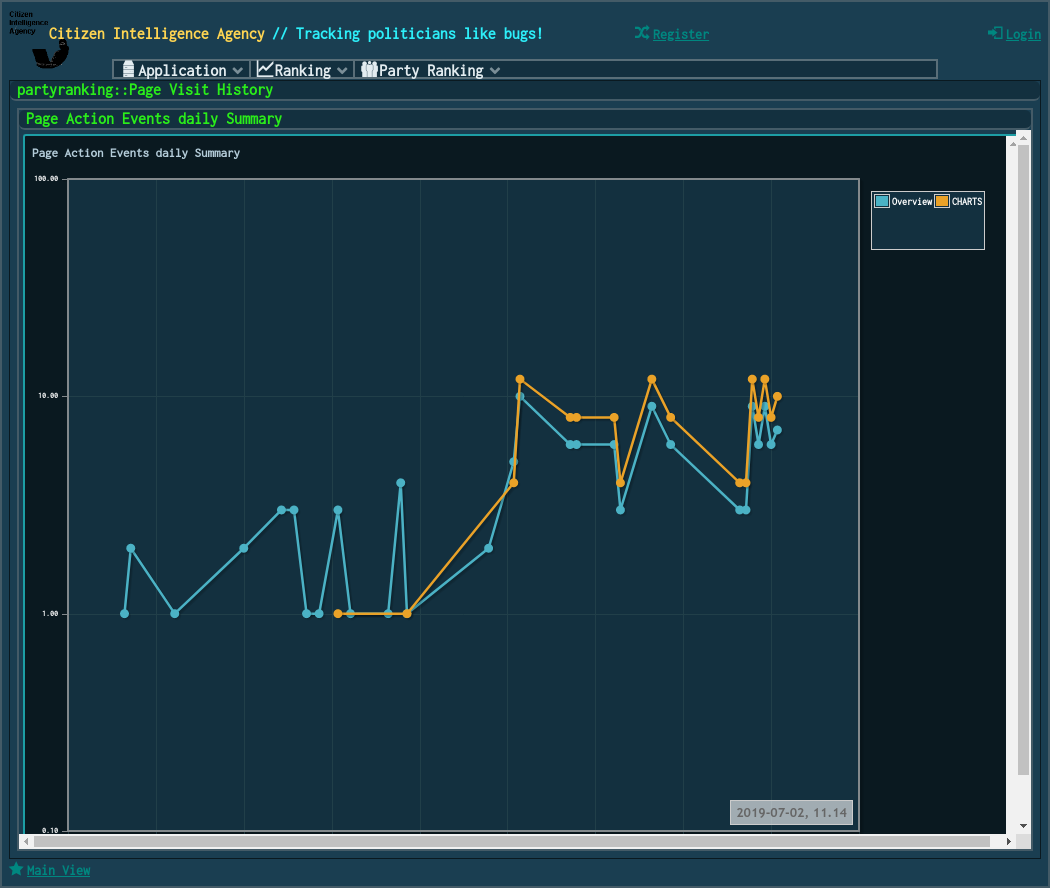 Citizen
Intelligence
Agency
Citizen Intelligence Agency // Tracking politicians like bugs!
Register
Login
Application
Ranking
Party Ranking
partyranking::Page Visit History
Page Action Events daily Summary
Page Action Events daily Summary
100.00
Overview
CHARTS
10.00
1.00
2019-07-02, 11.14
0.10
Main View